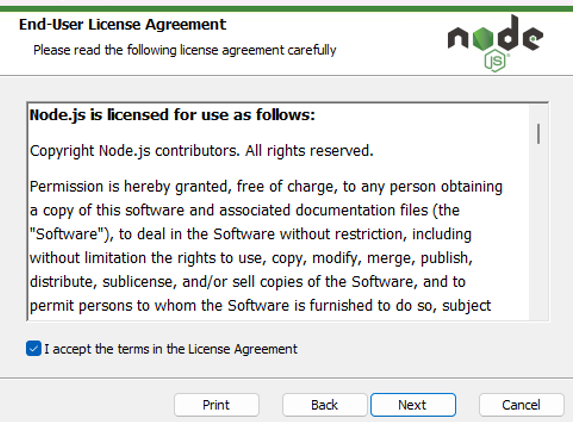 End-User License Agreement
Please read the following license agreement carefully
node
JS
Node.js is licensed for use as follows:
Copyright Node.js contributors. All rights reserved.
Permission is hereby granted, free of charge, to any person obtaining
a copy of this software and associated documentation files (the
"Software"), to deal in the Software without restriction, including
without limitation the rights to use, copy, modify, merge, publish,
distribute, sublicense, and/or sell copies of the Software, and to
permit persons to whom the Software is furnished to do so, subject
I accept the terms in the License Agreement
Print Back Next Cancel